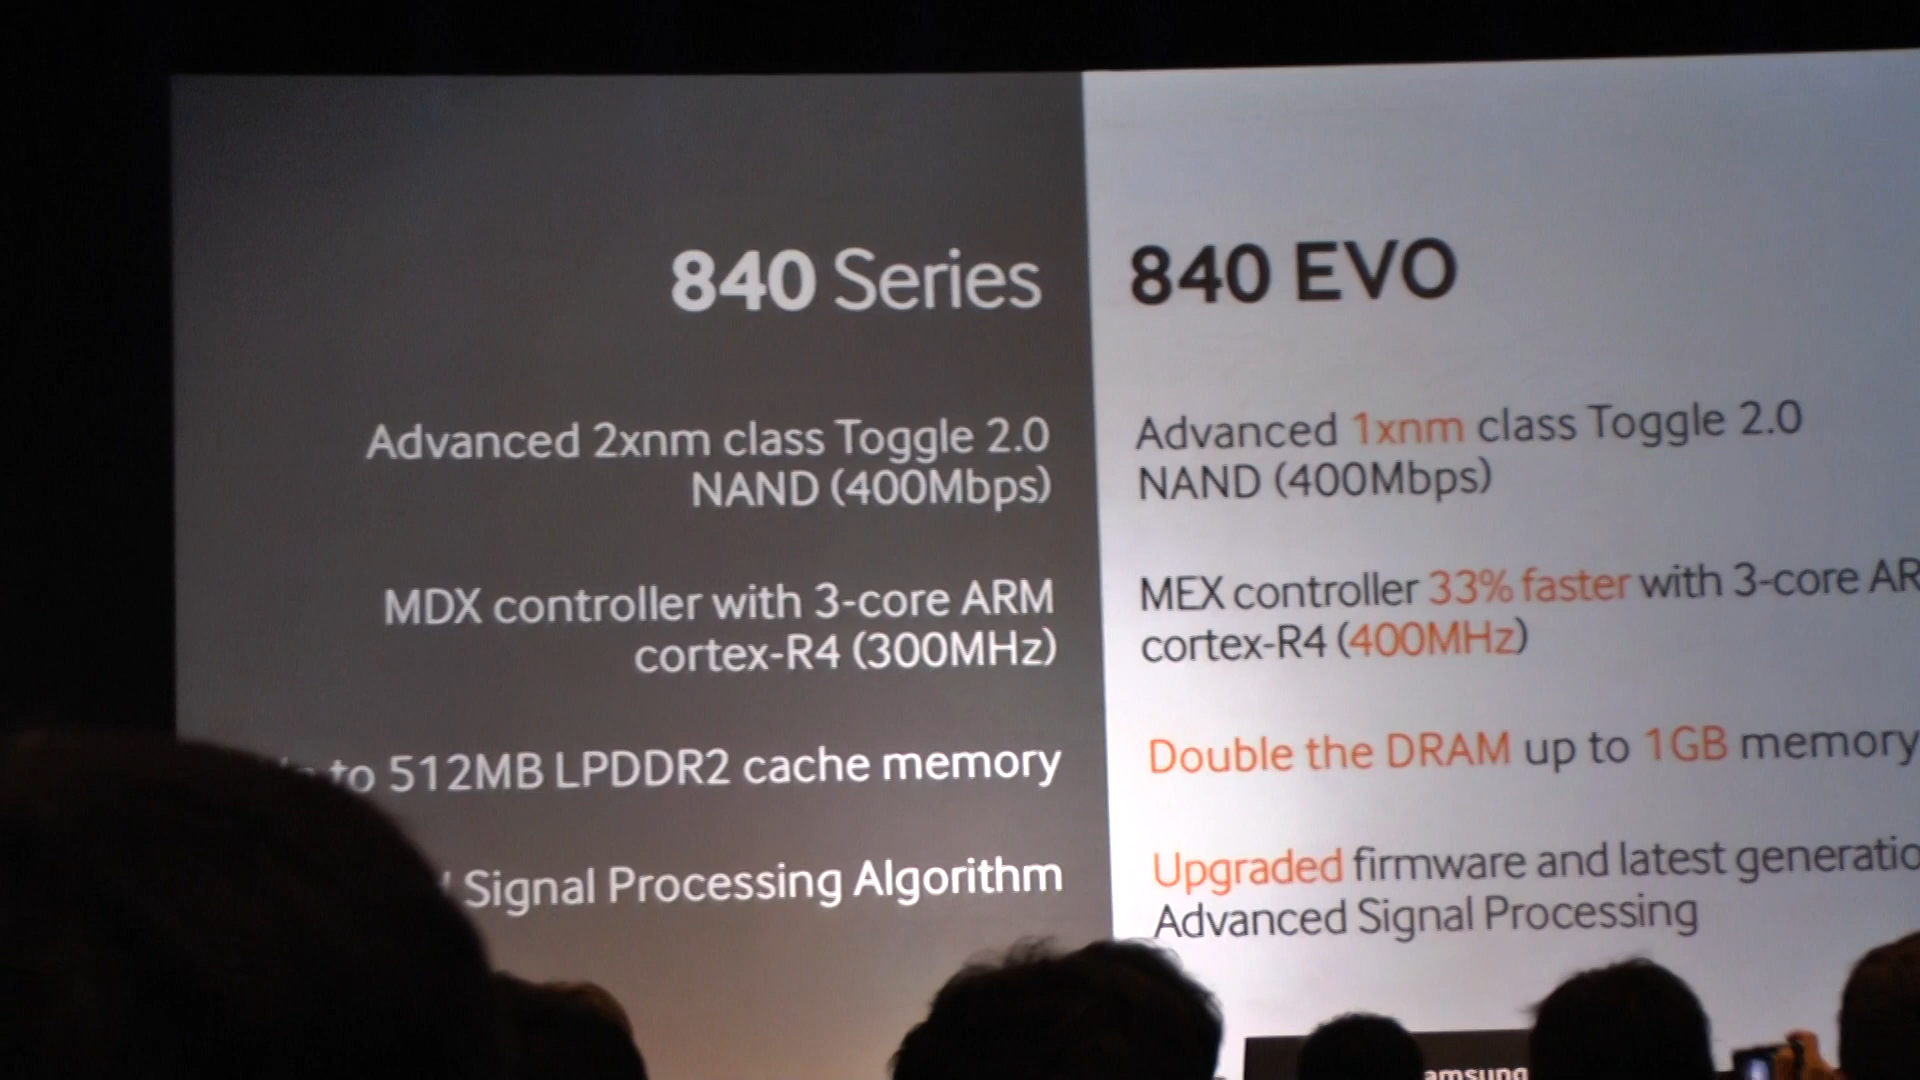 840 Series
Advanced 2xnm class Toggle 2.0
NAND (400Mbps)
MDX controller with 3-core ARM
cortex-R4 (300MHz)
to 512MB LPDDR2 cache memory
Signal Processing Algorithm
840 EVO
Advanced 1xnm class Toggle 2.0
NAND (400Mbps)
MEX controller 33% faster with 3-core
cortex-R4 (400MHz)
Double the DRAM up to 1GB memory
Upgraded firmware and latest
Advanced Signal Processing